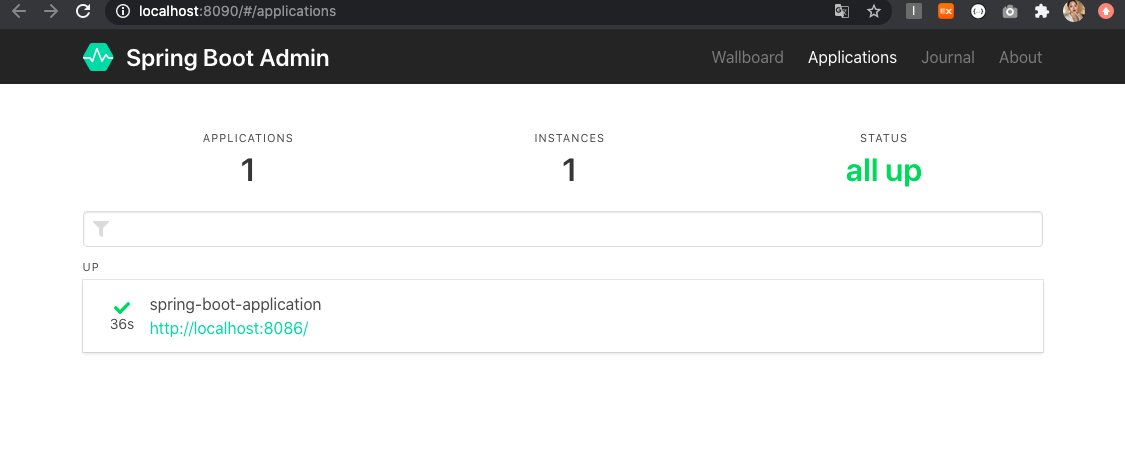 localhost:8090/#/applications
Spring Boot Admin
Wallboard Applications Journal About
APPLICATIONS INSTANCES STATUS
1 1 all up
UP
spring-boot-application
36s
http://localhost:8086/